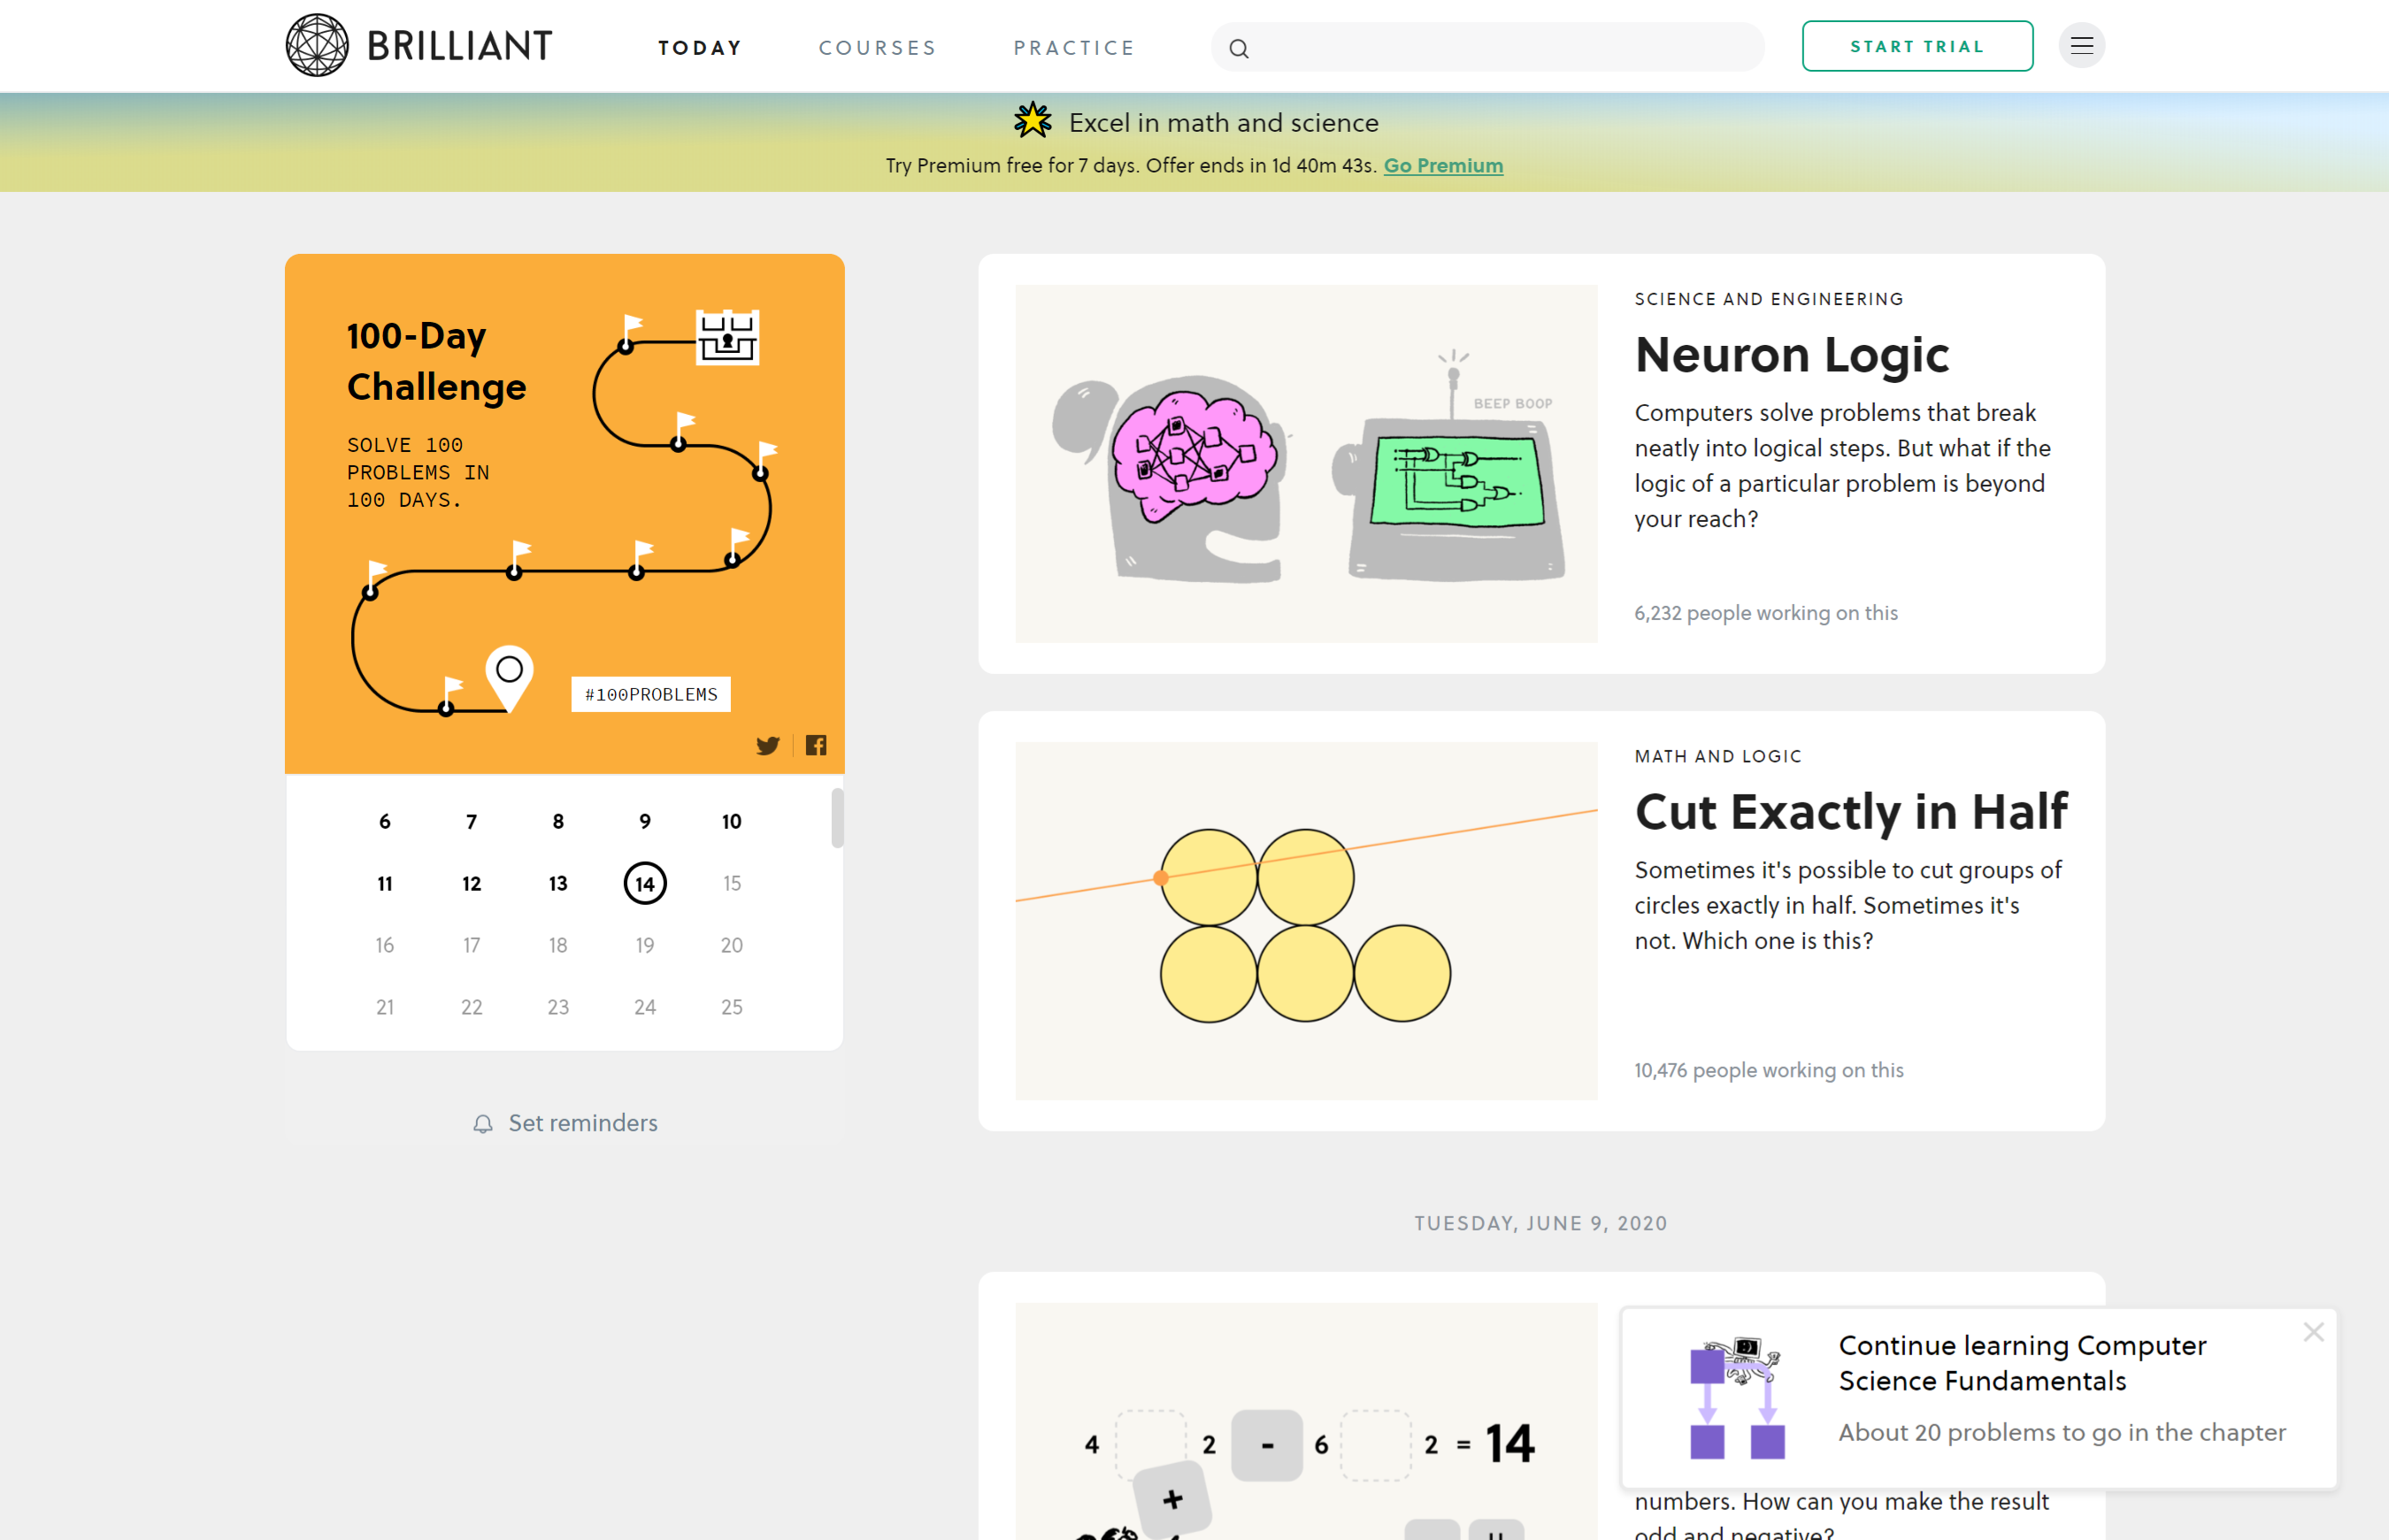 BRILLIANT
TODAY
COURSES
PRACTICE
START TRIAL
Excel in math and science
Try Premium free for 7 days. Offer ends in 1d 40m 43s. Go Premium
100-Day
Challenge
SOLVE 100
PROBLEMS IN
100 DAYS.
#100PROBLEMS
6 7 8 9 10
11 12 13 14 15
16 17 18 19 20
21 22 23 24 25
Set reminders
BEEP BOOP
SCIENCE AND ENGINEERING
Neuron Logic
Computers solve problems that break
neatly into logical steps. But what if the
logic of a particular problem is beyond
your reach?
6,232 people working on this
MATH AND LOGIC
Cut Exactly in Half
Sometimes it's possible to cut groups of
circles exactly in half. Sometimes it's
not. Which one is this?
10,476 people working on this
TUESDAY, JUNE 9, 2020
4 2 - 6 2 = 14
+
numbers. How can you make the result
odd and negative?
Continue learning Computer
Science Fundamentals
About 20 problems to go in the chapter